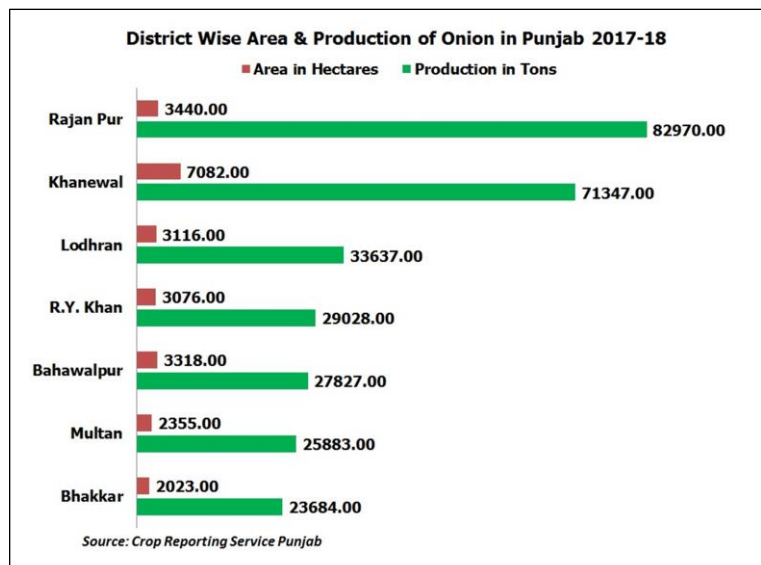 District Wise Area & Production of Onion in Punjab 2017-18
Area in Hectares Production in Tons
Rajan Pur
3440.00
82970.00
Khanewal
7082.00
71347.00
Lodhran
3116.00
33637.00
R.Y. Khan
3076.00
29028.00
Bahawalpur
3318.00
27827.00
Multan
2355.00
25883.00
Bhakkar
2023.00
23684.00
Source: Crop Reporting Service Punjab